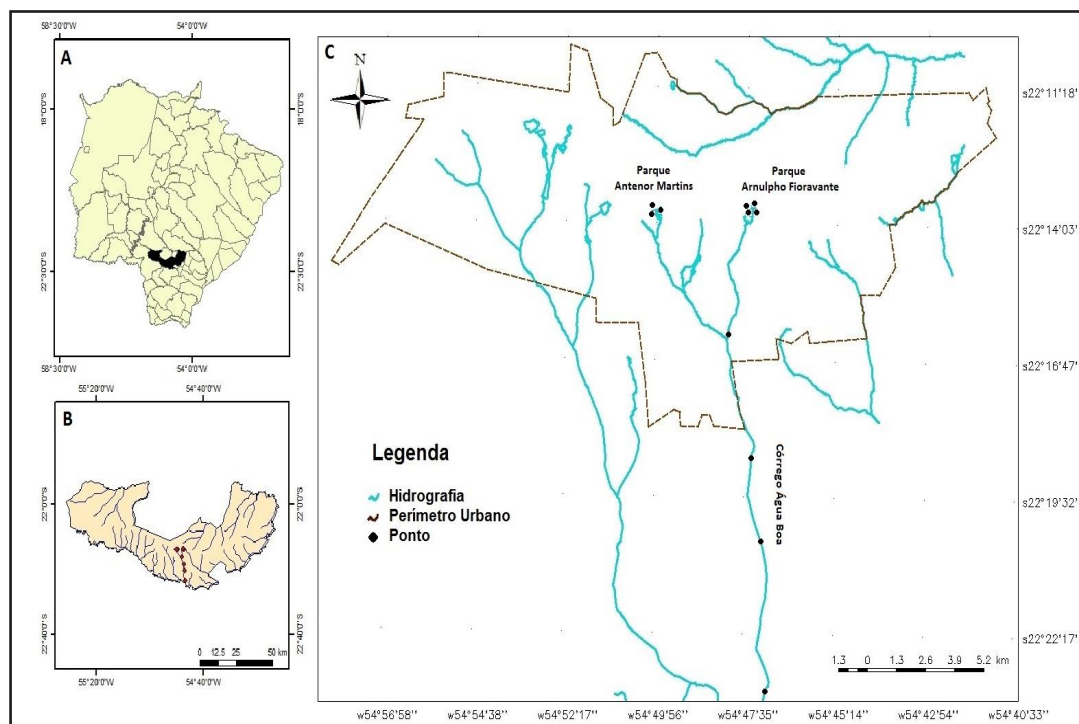 A
58°30'0"W
54°0'0"W
18°0'0"S
18°0'0"S
22°30'0"S
22°30'0"S
58°30'0"W
54°0'0"W
B
55°20'0"W
54°40'0"W
22°0'0"S
22°0'0"S
22°40'0"S
22°40'0"S
0 12.5 25 50 km
55°20'0"W
54°40'0"W
C
N
Parque
Antenor Martins
Parque
Arnulpho Fioravante
Córrego Água Boa
Legenda
Hidrografia
Perímetro Urbano
Ponto
s22°11'18''
s22°14'03''
s22°16'47''
s22°19'32''
s22°22'17''
1.3 0 1.3 2.6 3.9 5.2 km
w54°56'58'' w54°54'38'' w54°52'17'' w54°49'56'' w54°47'35'' w54°45'14'' w54°42'54'' w54°40'33''